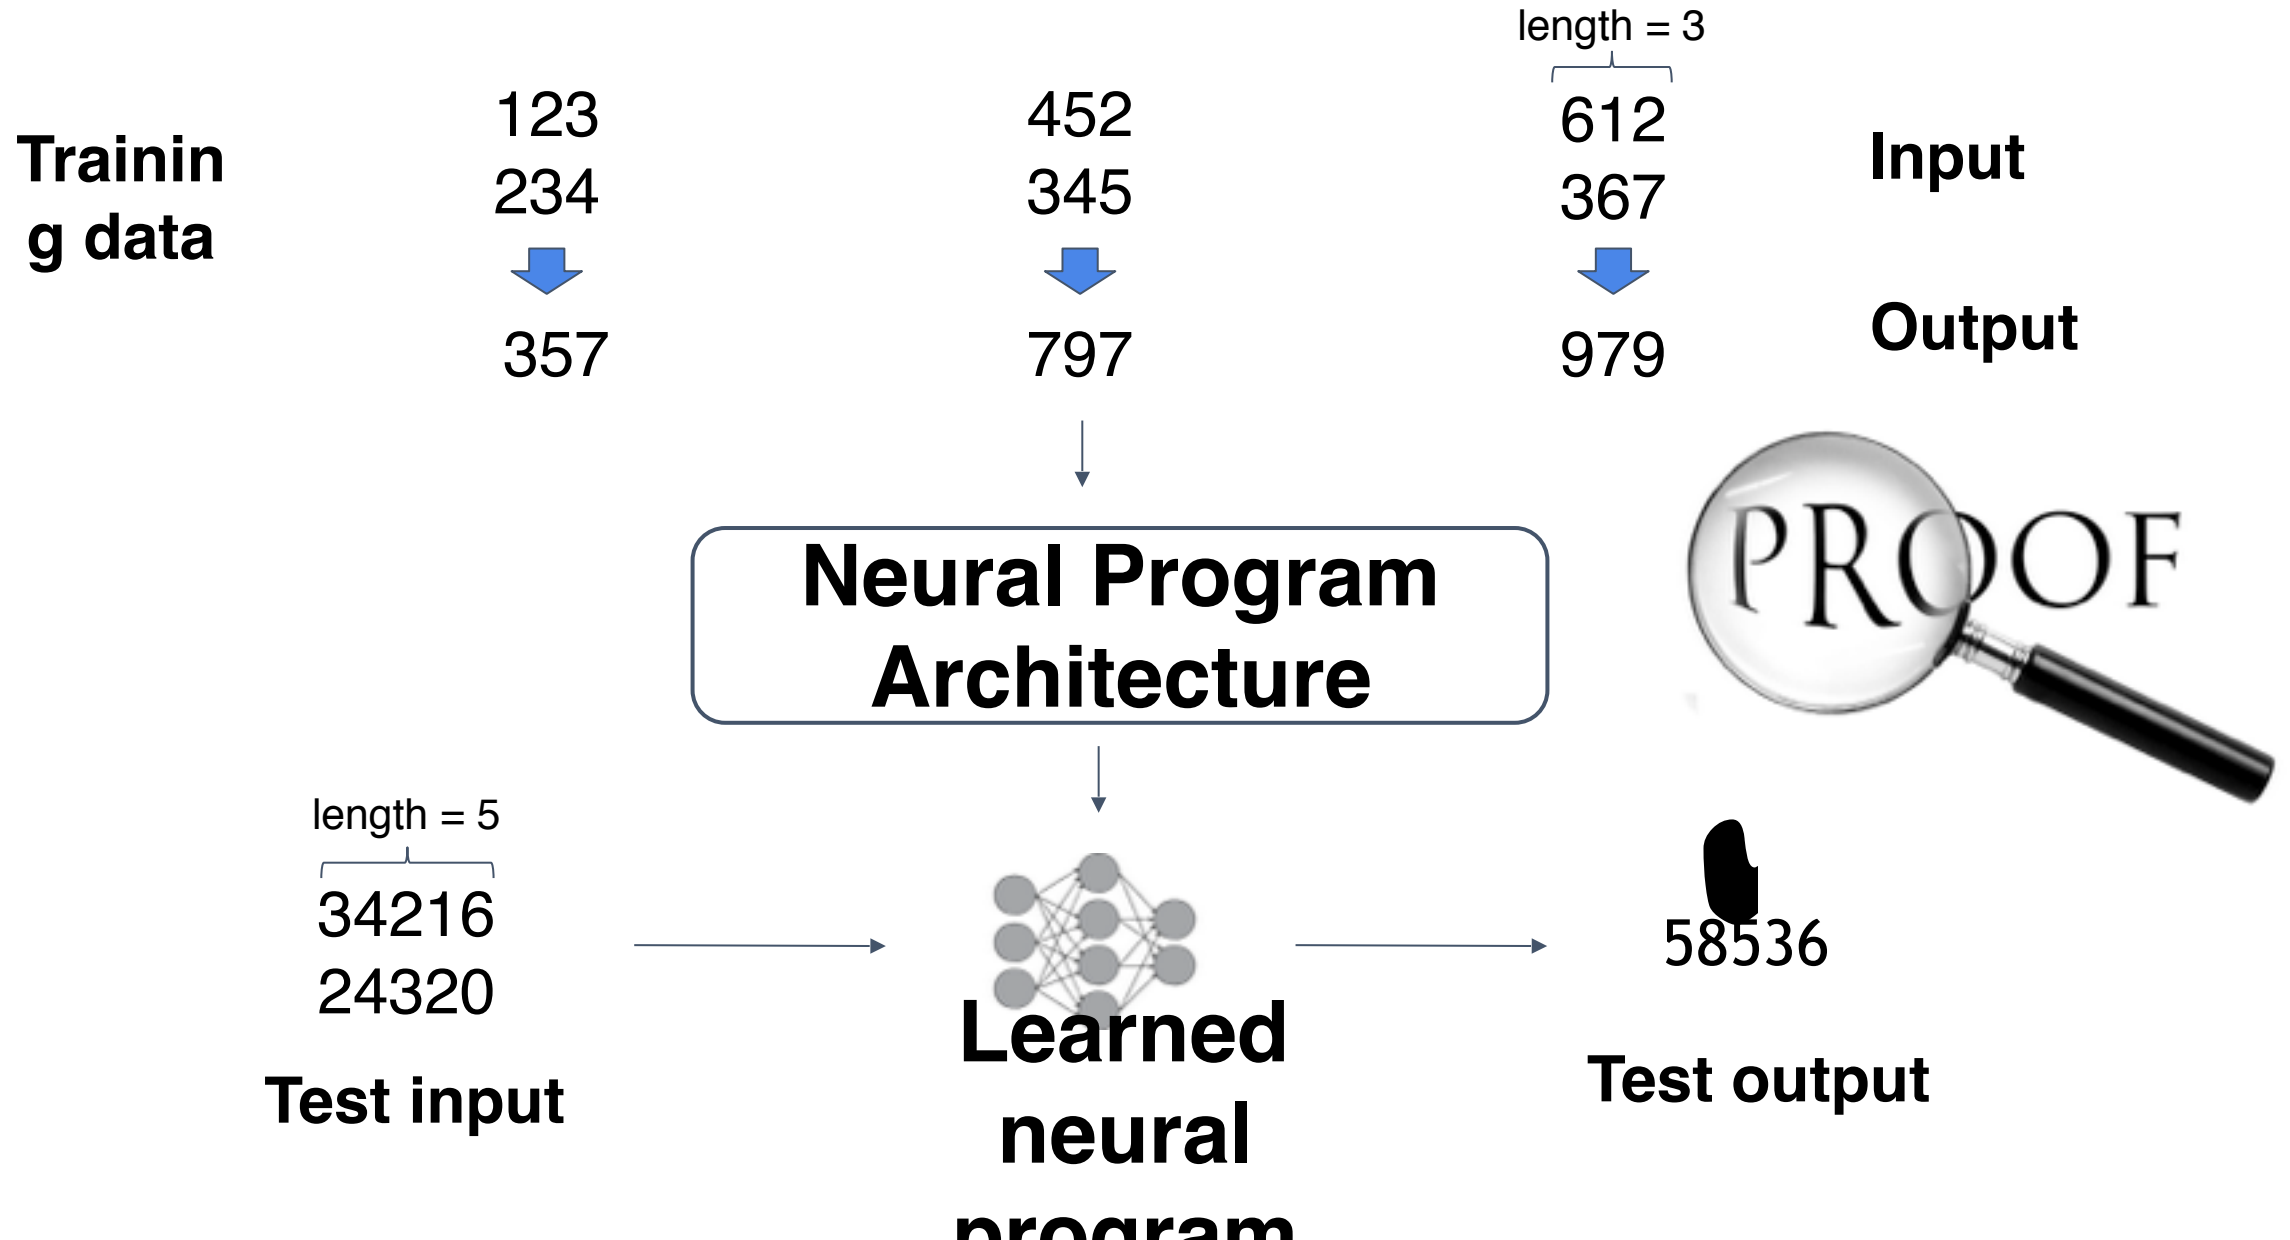 length = 3
123
452
612
234
345
367
Trainin
g data
Input
357
797
979
Output
Neural Program
Architecture
PROOF
length = 5
34216
24320
58536
Test input
Learned
neural
program
Test output